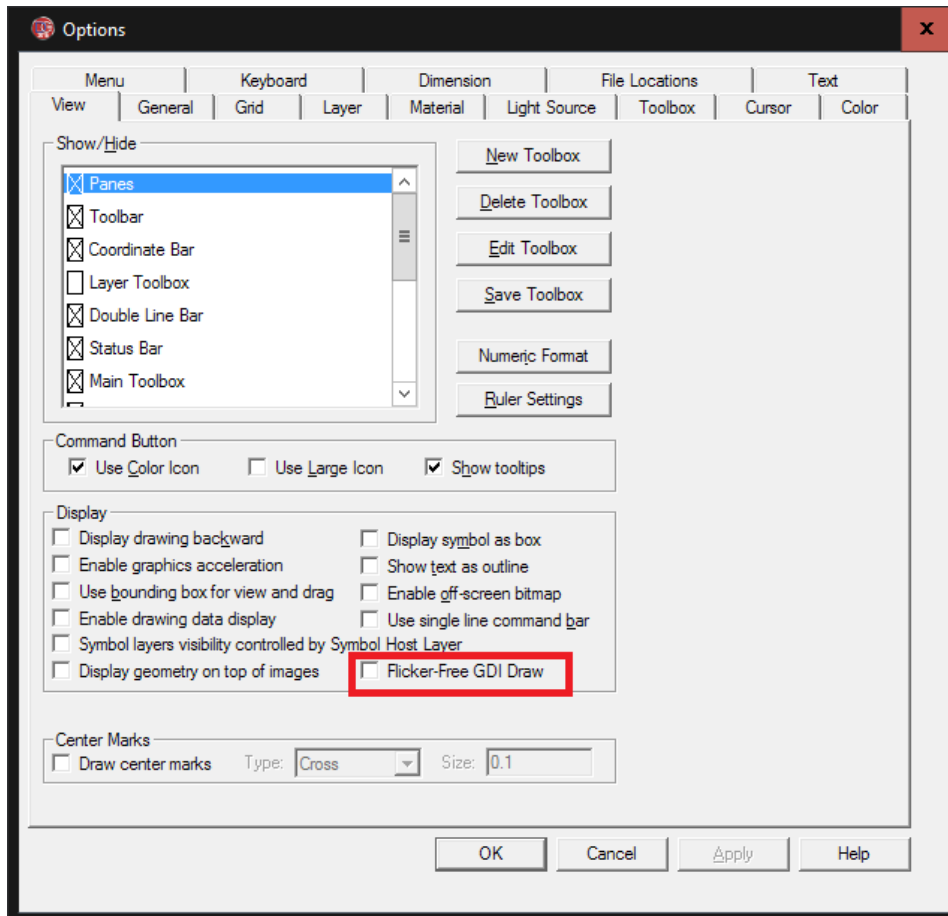 Options
x
Menu Keyboard Dimension File Locations Text
View General Grid Layer Material Light Source Toolbox Cursor Color
Show/Hide
Panes
Toolbar
Coordinate Bar
Layer Toolbox
Double Line Bar
Status Bar
Main Toolbox
New Toolbox
Delete Toolbox
Edit Toolbox
Save Toolbox
Numeric Format
Ruler Settings
Command Button
Use Color Icon Use Large Icon Show tooltips
Display
Display drawing backward Display symbol as box
Enable graphics acceleration Show text as outline
Use bounding box for view and drag Enable off-screen bitmap
Enable drawing data display Use single line command bar
Symbol layers visibility controlled by Symbol Host Layer
Display geometry on top of images Flicker-Free GDI Draw
Center Marks
Draw center marks Type: Cross Size: 0.1
OK Cancel Apply Help